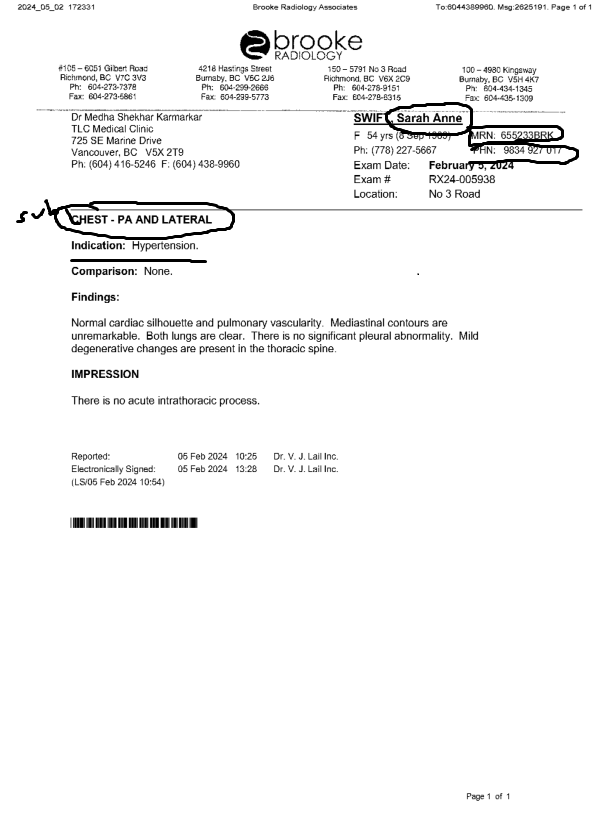 2024_05_02 172331 Brooke Radiology Associates To:6044389960. Msg:2625191. Page 1 of 1
brooke
RADIOLOGY
#105 – 6051 Gilbert Road
Richmond, BC V7C 3V3
Ph: 604-273-7378
Fax: 604-273-5861
4218 Hastings Street
Burnaby, BC V5C 2J6
Ph: 604-299-2666
Fax: 604-299-5773
150 – 5791 No 3 Road
Richmond, BC V6X 2C9
Ph: 604-278-9151
Fax: 604-278-6315
100 – 4980 Kingsway
Burnaby, BC V5H 4K7
Ph: 604-434-1345
Fax: 604-435-1309
Dr Medha Shekhar Karmarkar
TLC Medical Clinic
725 SE Marine Drive
Vancouver, BC V5X 2T9
Ph: (604) 416-5246 F: (604) 438-9960
SWIFT, Sarah Anne
F 54 yrs (8 Sep 1969) MRN: 655233BRK
Ph: (778) 227-5667 PHN: 9834 927 017
Exam Date: February 5, 2024
Exam # RX24-005938
Location: No 3 Road
sub
CHEST - PA AND LATERAL
Indication: Hypertension.
Comparison: None.
Findings:
Normal cardiac silhouette and pulmonary vascularity. Mediastinal contours are
unremarkable. Both lungs are clear. There is no significant pleural abnormality. Mild
degenerative changes are present in the thoracic spine.
IMPRESSION
There is no acute intrathoracic process.
Reported: 05 Feb 2024 10:25 Dr. V. J. Lail Inc.
Electronically Signed: 05 Feb 2024 13:28 Dr. V. J. Lail Inc.
(LS/05 Feb 2024 10:54)
Page 1 of 1